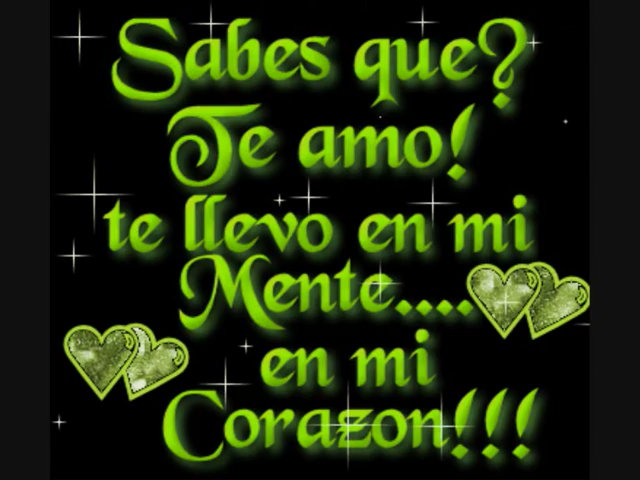 Sabes que?
Te amo!
te llevo en mi
Mente....
en mi
Corazon!!!